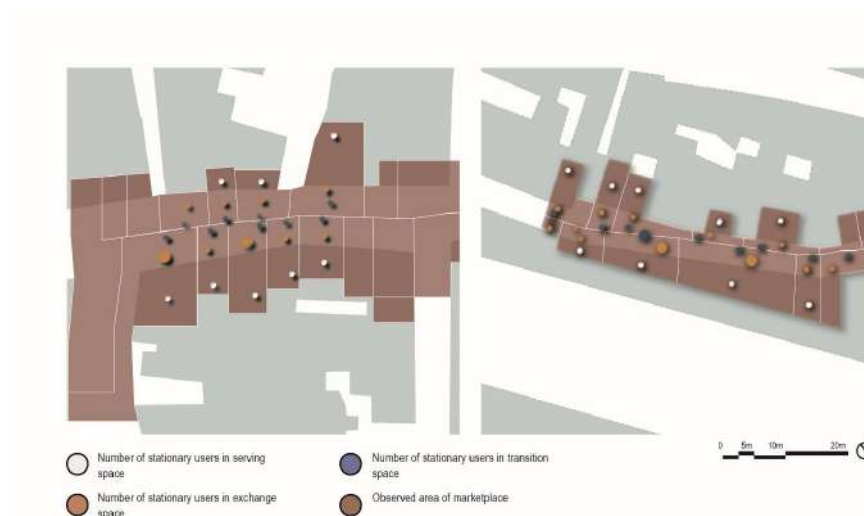 Number of stationary users in serving
space
Number of stationary users in exchange
space
Number of stationary users in transition
space
Observed area of marketplace
0 5m 10m 20m